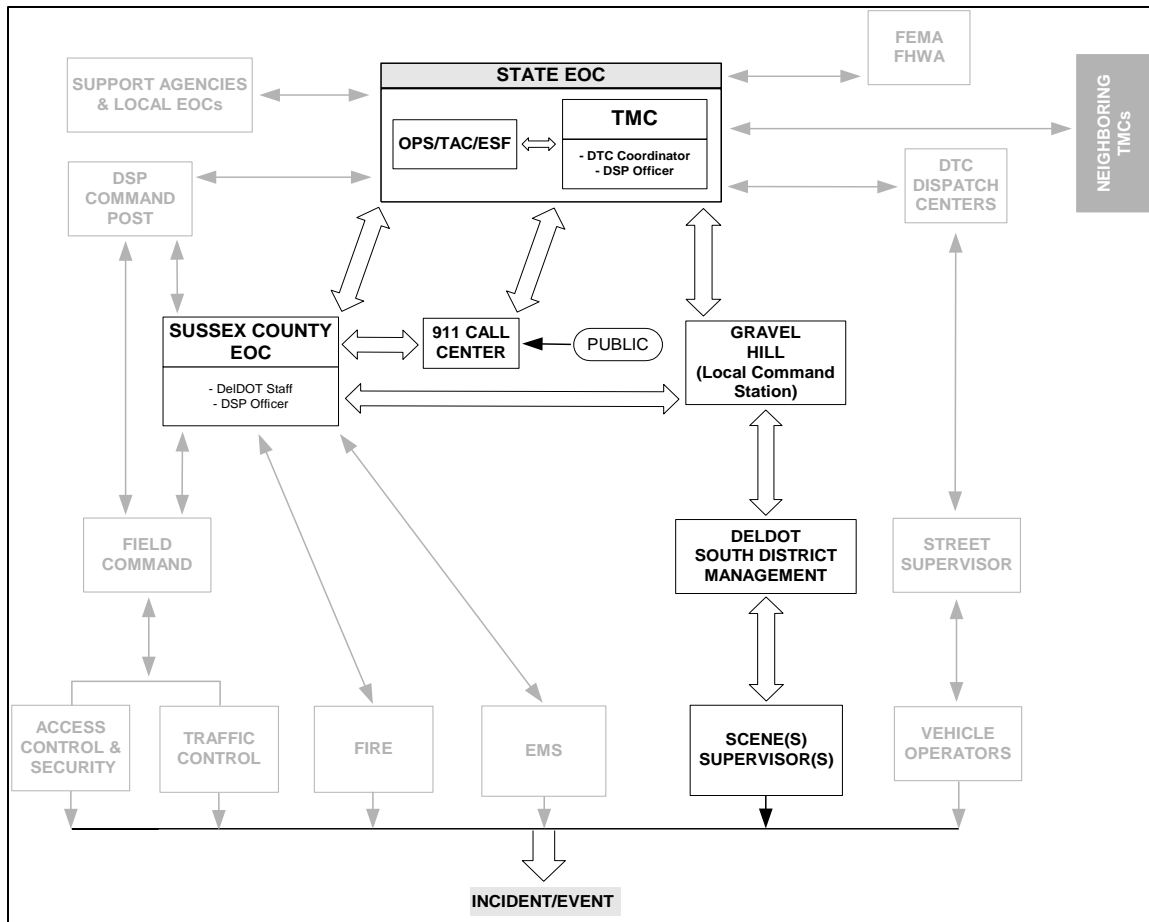 FEMA
FHWA
STATE EOC
SUPPORT AGENCIES
& LOCAL EOCs
TMC
OPS/TAC/ESF
- DTC Coordinator
- DSP Officer
NEIGHBORING
TMCs
DSP
COMMAND
POST
DTC
DISPATCH
CENTERS
SUSSEX COUNTY
EOC
- DelDOT Staff
- DSP Officer
911 CALL
CENTER
PUBLIC
GRAVEL
HILL
(Local Command
Station)
FIELD
COMMAND
DELDOT
SOUTH DISTRICT
MANAGEMENT
STREET
SUPERVISOR
ACCESS
CONTROL &
SECURITY
TRAFFIC
CONTROL
FIRE
EMS
SCENE(S)
SUPERVISOR(S)
VEHICLE
OPERATORS
INCIDENT/EVENT